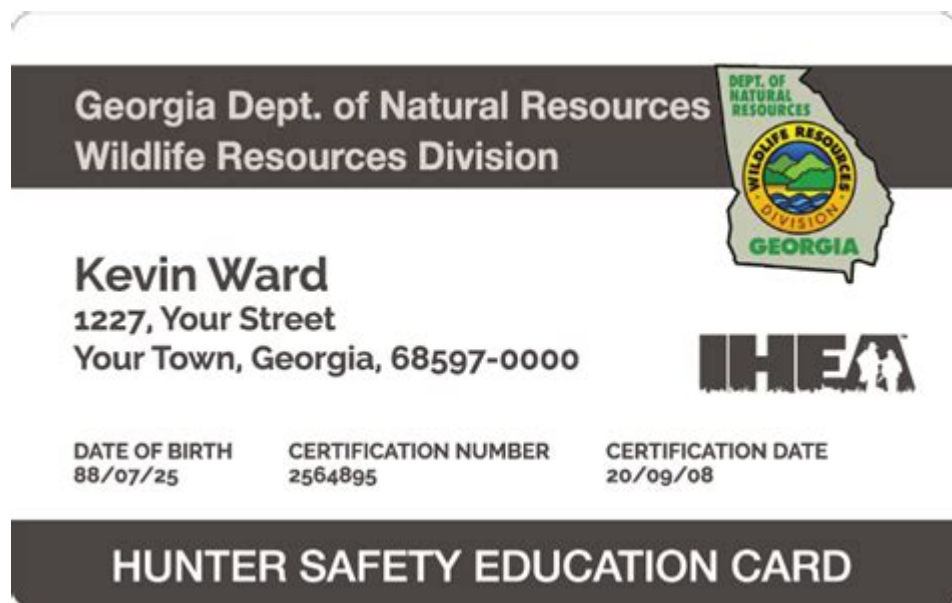 Georgia Dept. of Natural Resources
Wildlife Resources Division
DEPT. OF
NATURAL
RESOURCES
WILDLIFE RESOURCES
DIVISION
GEORGIA
Kevin Ward
1227, Your Street
Your Town, Georgia, 68597-0000
IHEA
DATE OF BIRTH CERTIFICATION NUMBER CERTIFICATION DATE
88/07/25 2564895 20/09/08
HUNTER SAFETY EDUCATION CARD